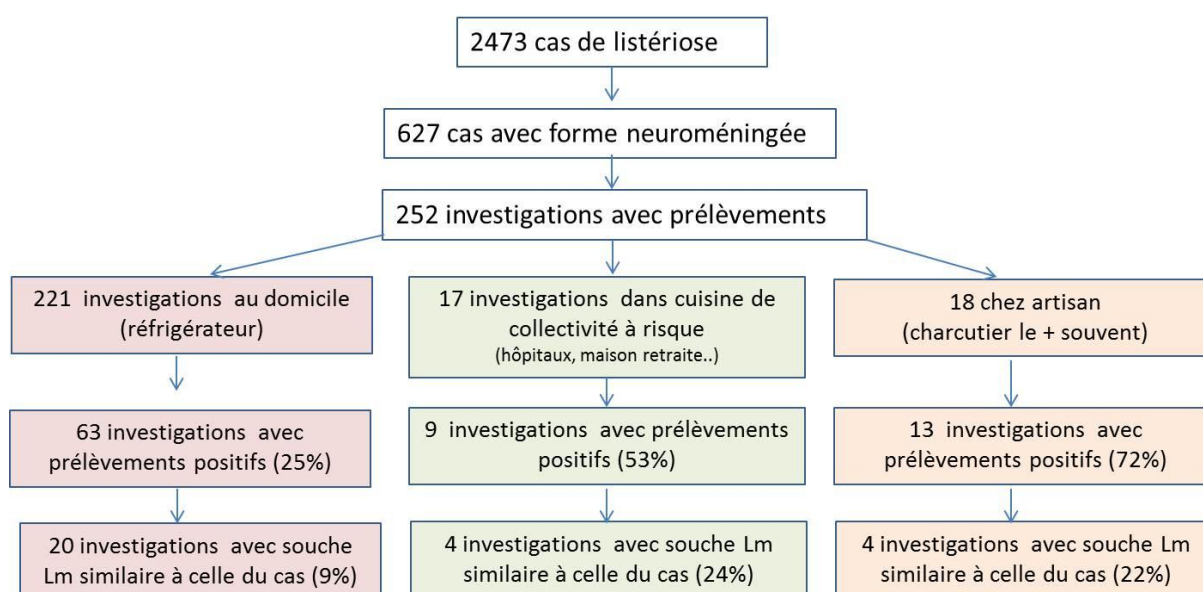 2473 cas de listériose
627 cas avec forme neuroméningée
252 investigations avec prélèvements
221 investigations au domicile
(réfrigérateur)
17 investigations dans cuisine de
collectivité à risque
(hôpitaux, maison retraite..)
18 chez artisan
(charcutier le + souvent)
63 investigations avec
prélèvements positifs (25%)
9 investigations avec prélèvements
positifs (53%)
13 investigations avec
prélèvements positifs (72%)
20 investigations avec souche
Lm similaire à celle du cas (9%)
4 investigations avec souche Lm
similaire à celle du cas (24%)
4 investigations avec souche Lm
similaire à celle du cas (22%)